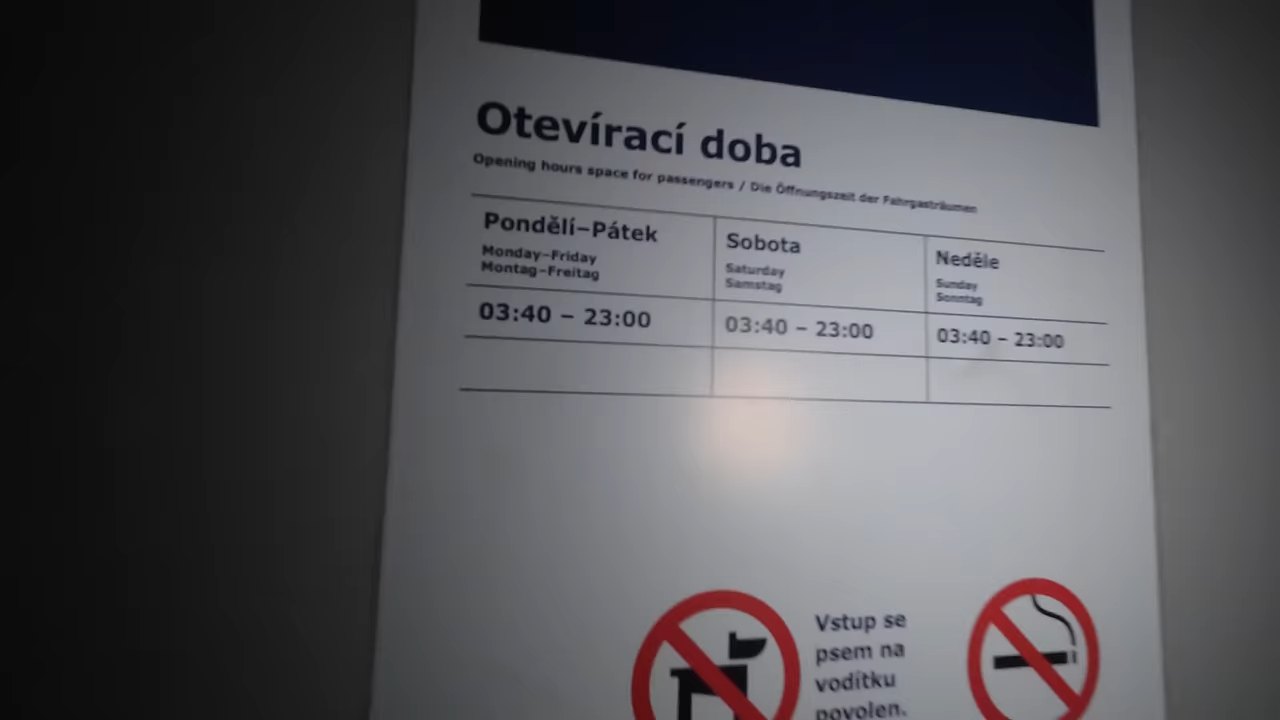 Otevírací doba
Opening hours space for passengers / Die Öffnungszeit der Fahrgasträumen
Pondělí–Pátek
Monday–Friday
Montag–Freitag
Sobota
Saturday
Samstag
Neděle
Sunday
Sonntag
03:40 – 23:00
03:40 – 23:00
03:40 – 23:00
Vstup se
psem na
vodítku
povolen.